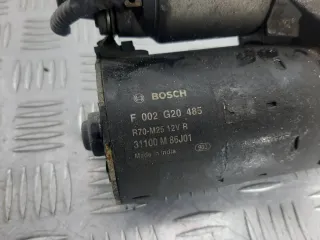 BOSCH
F 002 G20 485
R70-M25 12V R
31100 M 86J01
Made in India